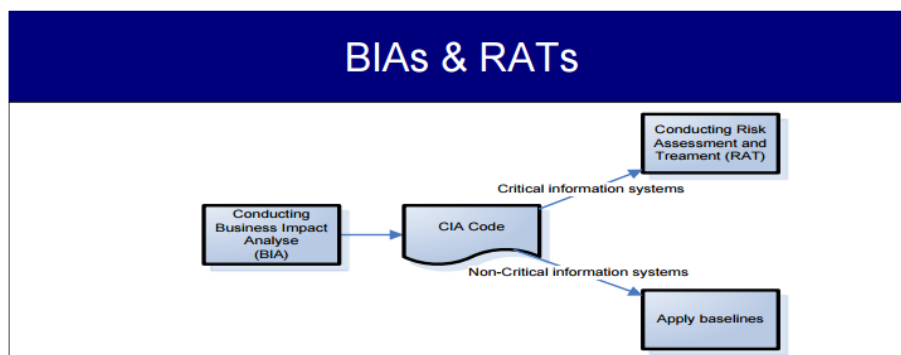 BIAs & RATs
Conducting Risk
Assessment and
Treament (RAT)
Critical information systems
Conducting
Business Impact
Analyse
(BIA)
CIA Code
Non-Critical information systems
Apply baselines